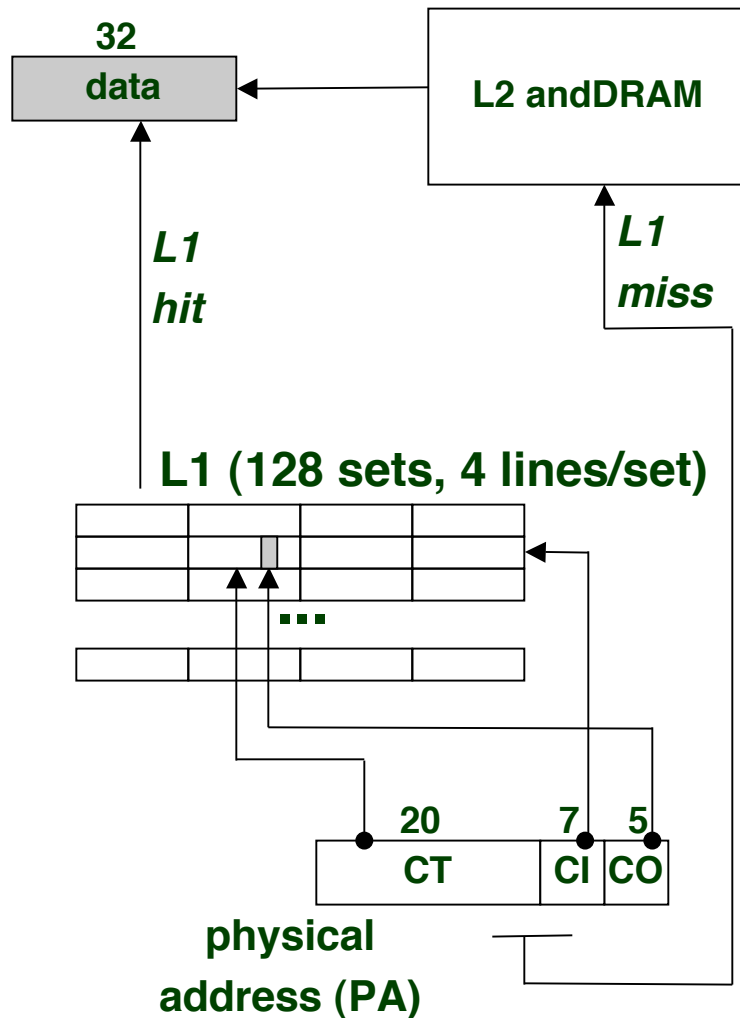 32
data
L2 andDRAM
L1
hit
L1
miss
L1 (128 sets, 4 lines/set)
...
20
7
5
CT
CI
CO
physical
address (PA)